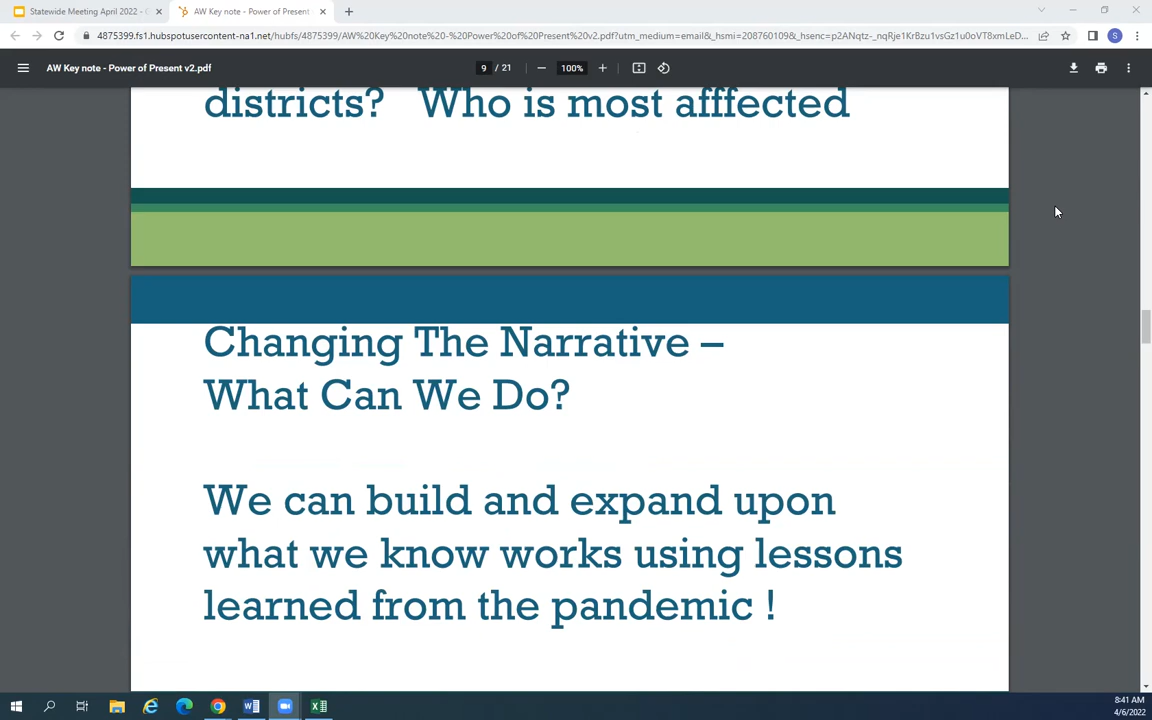 Statewide Meeting April 2022 -
AW Key note - Power of Present
4875399.fs1.hubspotusercontent-na1.net/hubfs/4875399/AW%20Key%20note%20-%20Power%20of%20Present%20v2.pdf?utm_medium=email&_hsmi=208760109&_hsenc=p2ANqtz-_nqRje1KrBzu1vsGz1u0oVT8xmLeD...
S
AW Key note - Power of Present v2.pdf
9 / 21
100%
districts? Who is most afffected
Changing The Narrative –
What Can We Do?
We can build and expand upon
what we know works using lessons
learned from the pandemic !
8:41 AM
4/6/2022